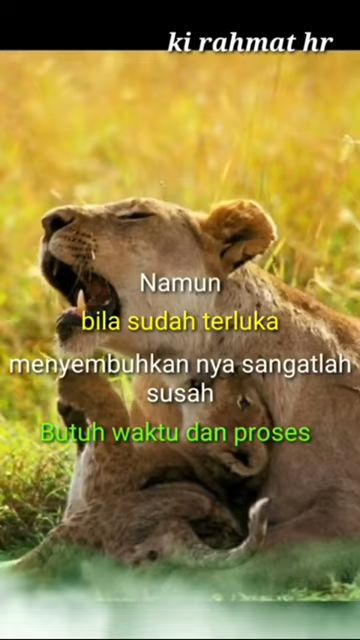 ki rahmat hr
Namun
bila sudah terluka
menyembuhkan nya sangatlah
susah
Butuh waktu dan proses